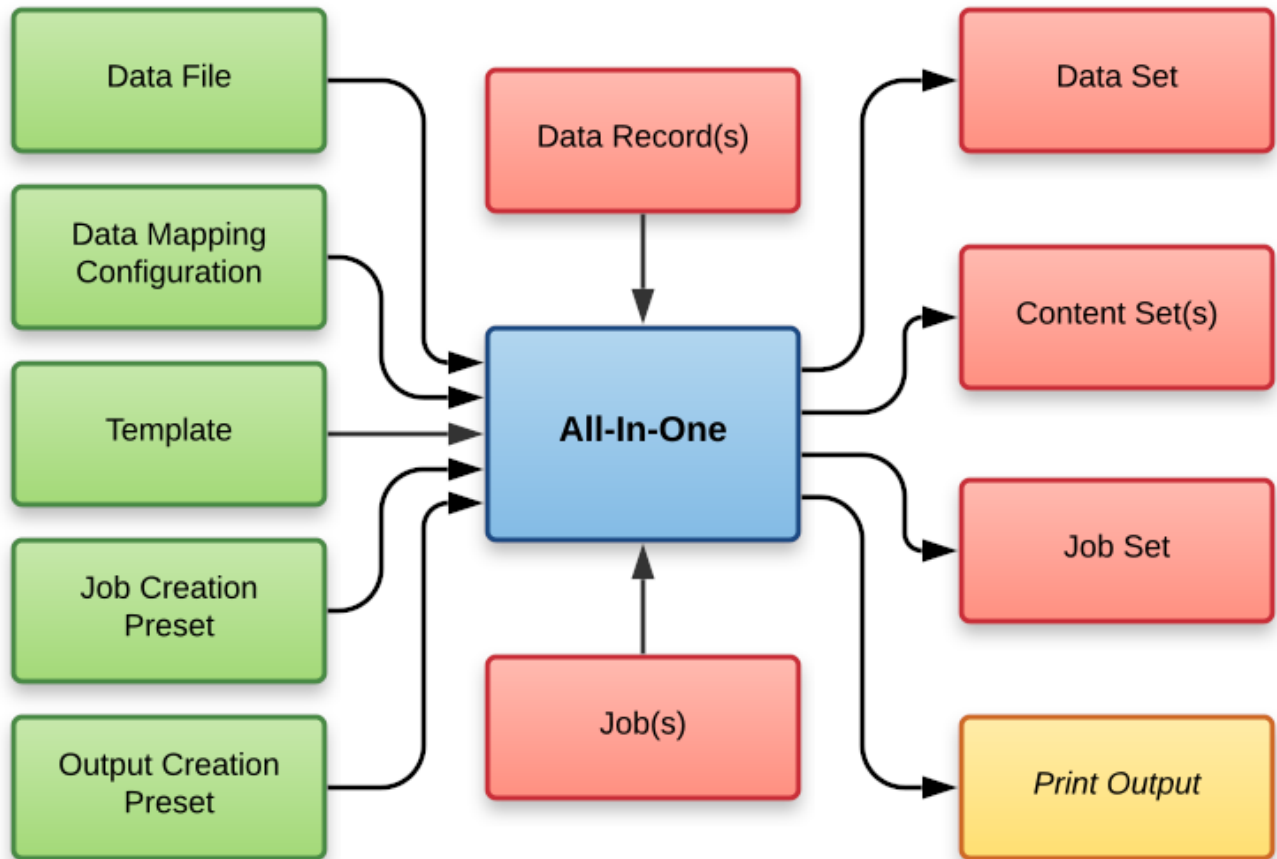 Data File
Data Mapping
Configuration
Template
Job Creation
Preset
Output Creation
Preset
Data Record(s)
All-In-One
Job(s)
Data Set
Content Set(s)
Job Set
Print Output